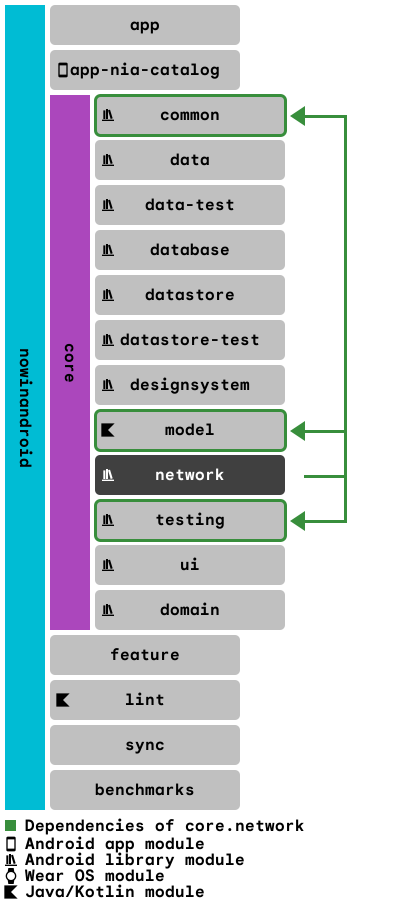 app
app-nia-catalog
common
data
data-test
database
datastore
datastore-test
designsystem
model
network
testing
ui
domain
core
nowinandroid
feature
lint
sync
benchmarks
Dependencies of core.network
Android app module
Android library module
Wear OS module
Java/Kotlin module